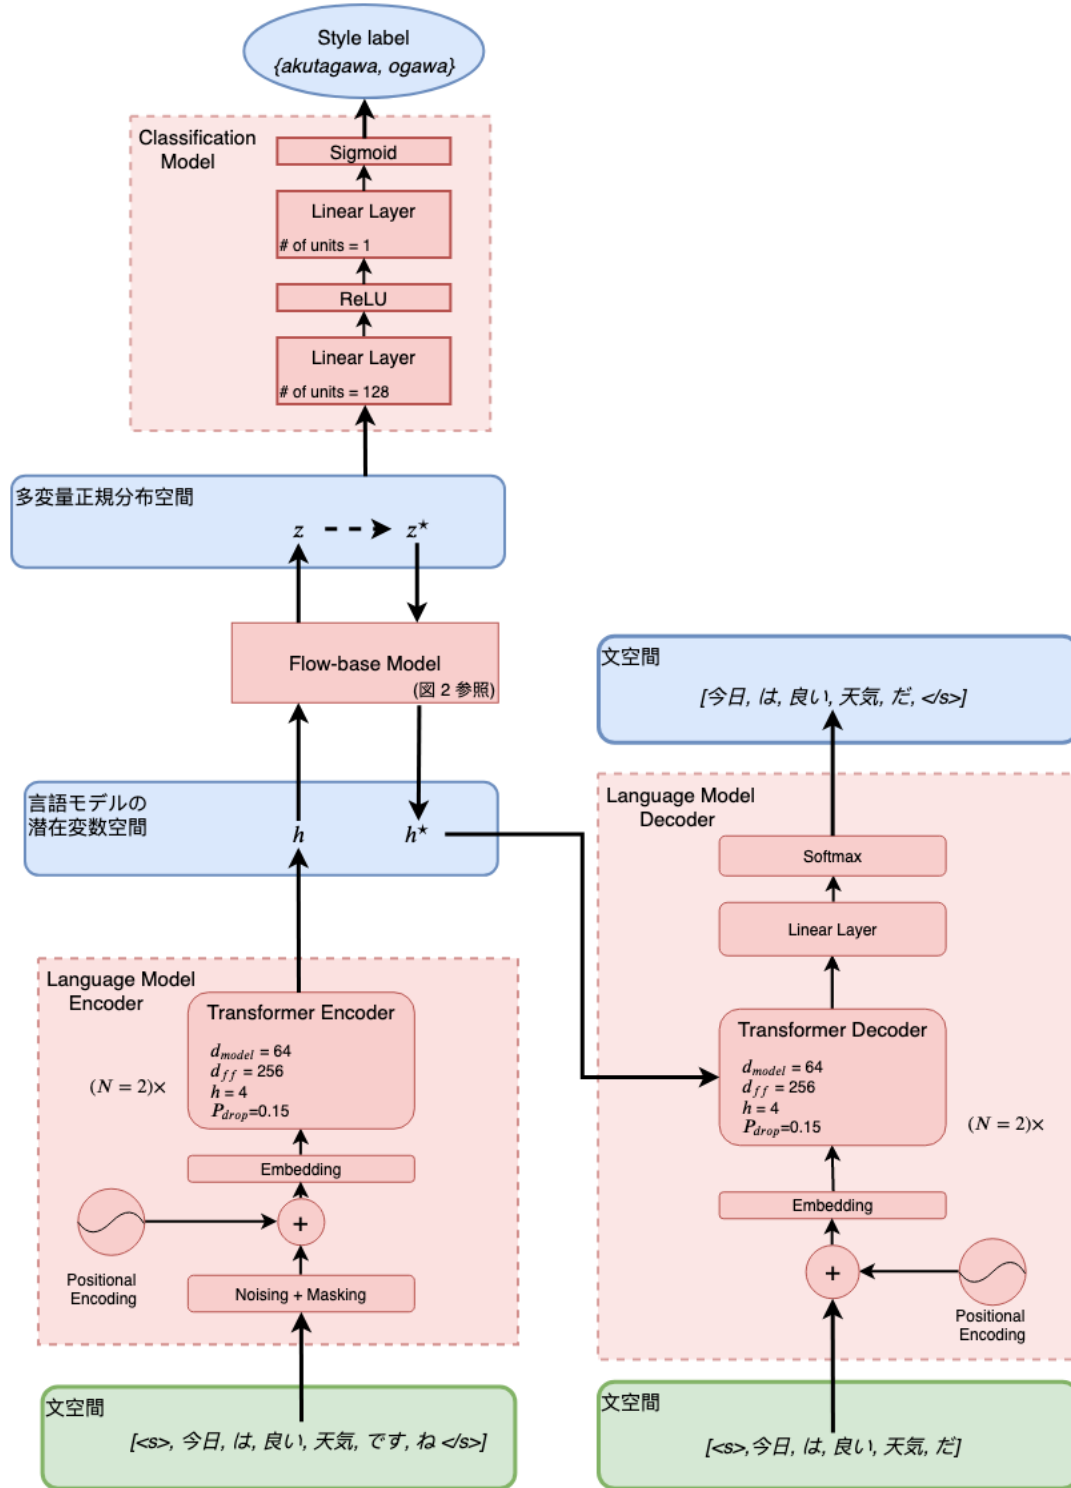 Style label
{akutagawa, ogawa}
Classification
Model
Sigmoid
Linear Layer
# of units = 1
ReLU
Linear Layer
# of units = 128
多変量正規分布空間
z
z★
Flow-base Model
(図 2 参照)
言語モデルの
潜在変数空間
h
h★
Language Model
Encoder
Transformer Encoder
d_model = 64
d_ff = 256
h = 4
P_drop=0.15
(N = 2)×
Embedding
+
Positional
Encoding
Noising + Masking
文空間
[<s>, 今日, は, 良い, 天気, です, ね </s>]
文空間
[今日, は, 良い, 天気, だ, </s>]
Language Model
Decoder
Softmax
Linear Layer
Transformer Decoder
d_model = 64
d_ff = 256
h = 4
P_drop=0.15
(N = 2)×
Embedding
+
Positional
Encoding
文空間
[<s>,今日, は, 良い, 天気, だ]